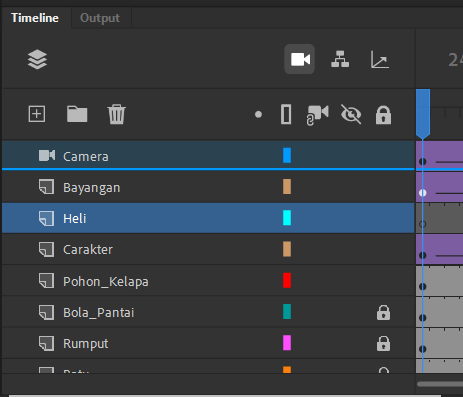 Timeline Output
24
Camera
Bayangan
Heli
Carakter
Pohon_Kelapa
Bola_Pantai
Rumput